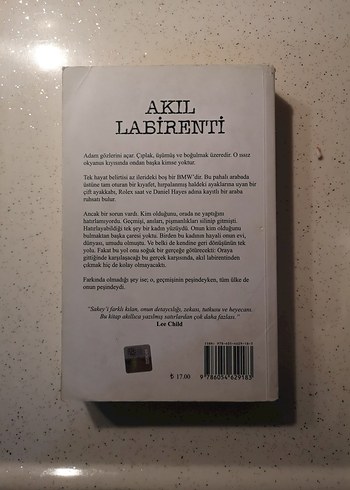 AKIL
LABİRENTİ
Adam gözlerini açar. Çıplak, üşümüş ve boğulmak üzeredir. O ıssız
okyanus kıyısında ondan başka kimse yoktur.
Tek hayat belirtisi az ilerideki boş bir BMW'dir. Bu pahalı arabada
üstüne tam oturan bir kıyafet, hırpalanmış haldeki ayaklarına uyan bir
çift ayakkabı, Rolex saat ve Daniel Hayes adına kayıtlı bir araba
ruhsatı bulur.
Ancak bir sorun vardı. Kim olduğunu, orada ne yaptığını
hatırlamıyordu. Geçmişi, anıları, pişmanlıkları silinip gitmişti.
Hatırlayabildiği tek şey bir kadın yüzüydü. Onun kim olduğunu
bulmaktan başka çaresi yoktu. Birden bu kadının hayali onun evi,
dünyası, umudu olmuştu. Ve belki de kendine geri dönüşünün tek
yolu. Fakat bu yol onu soğuk bir gerçeğe götürecekti. Oraya
gittiğinde karşılaşacağı bu gerçek karşısında, akıl labirentinden
çıkmak hiç de kolay olmayacaktı.
Farkında olmadığı şey ise; o, geçmişinin peşindeyken, tüm ülke de
onun peşindeydi.
"Sakey'i farklı kılan, onun detaycılığı, zekası, tutkusu ve heyecanı.
Bu kitap akıllıca yazılmış satırlardan çok daha fazlası."
Lee Child
₺ 17.00
9 786054 629183